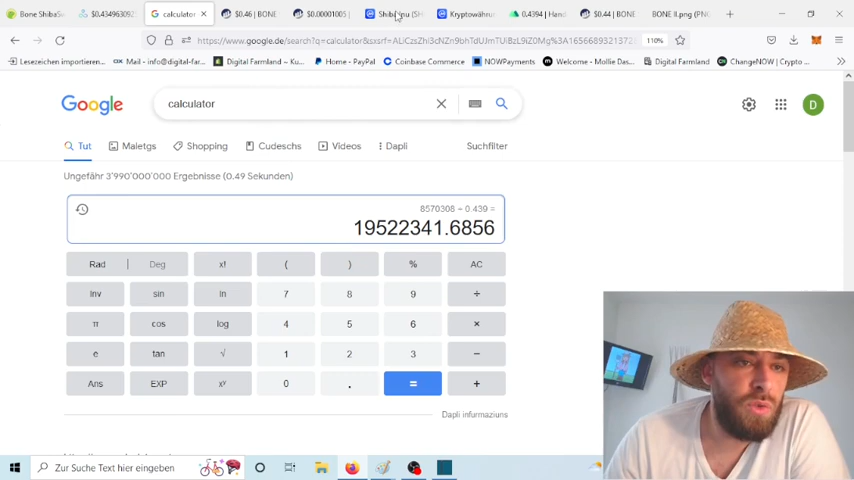 Bone ShibaSw
$0.434963092
calculator
$0.46 | BONE
$0.00001005 |
Shiba Inu (SH
Kryptowährun
0.4394 | Hand
$0.44 | BONE
BONE II.png (PNG
https://www.google.de/search?q=calculator&sxsrf=
110%
Lesezeichen importieren...
Mail - info@digital-far...
Digital Farmland ~ Ku...
Home - PayPal
Coinbase Commerce
NOWPayments
Welcome - Mollie Das...
Digital Farmland
ChangeNOW | Crypto ...
Google
calculator
D
Tut
Maletgs
Shopping
Cudeschs
Videos
Dapli
Suchfilter
Ungefähr 3'990'000'000 Ergebnisse (0.49 Sekunden)
8570308 ÷ 0.439 =
19522341.6856
Rad | Deg x! ( ) % AC
Inv sin ln 7 8 9 ÷
π cos log 4 5 6 ×
e tan √ 1 2 3 −
Ans EXP xʸ 0 . = +
Dapli infurmaziuns
Zur Suche Text hier eingeben